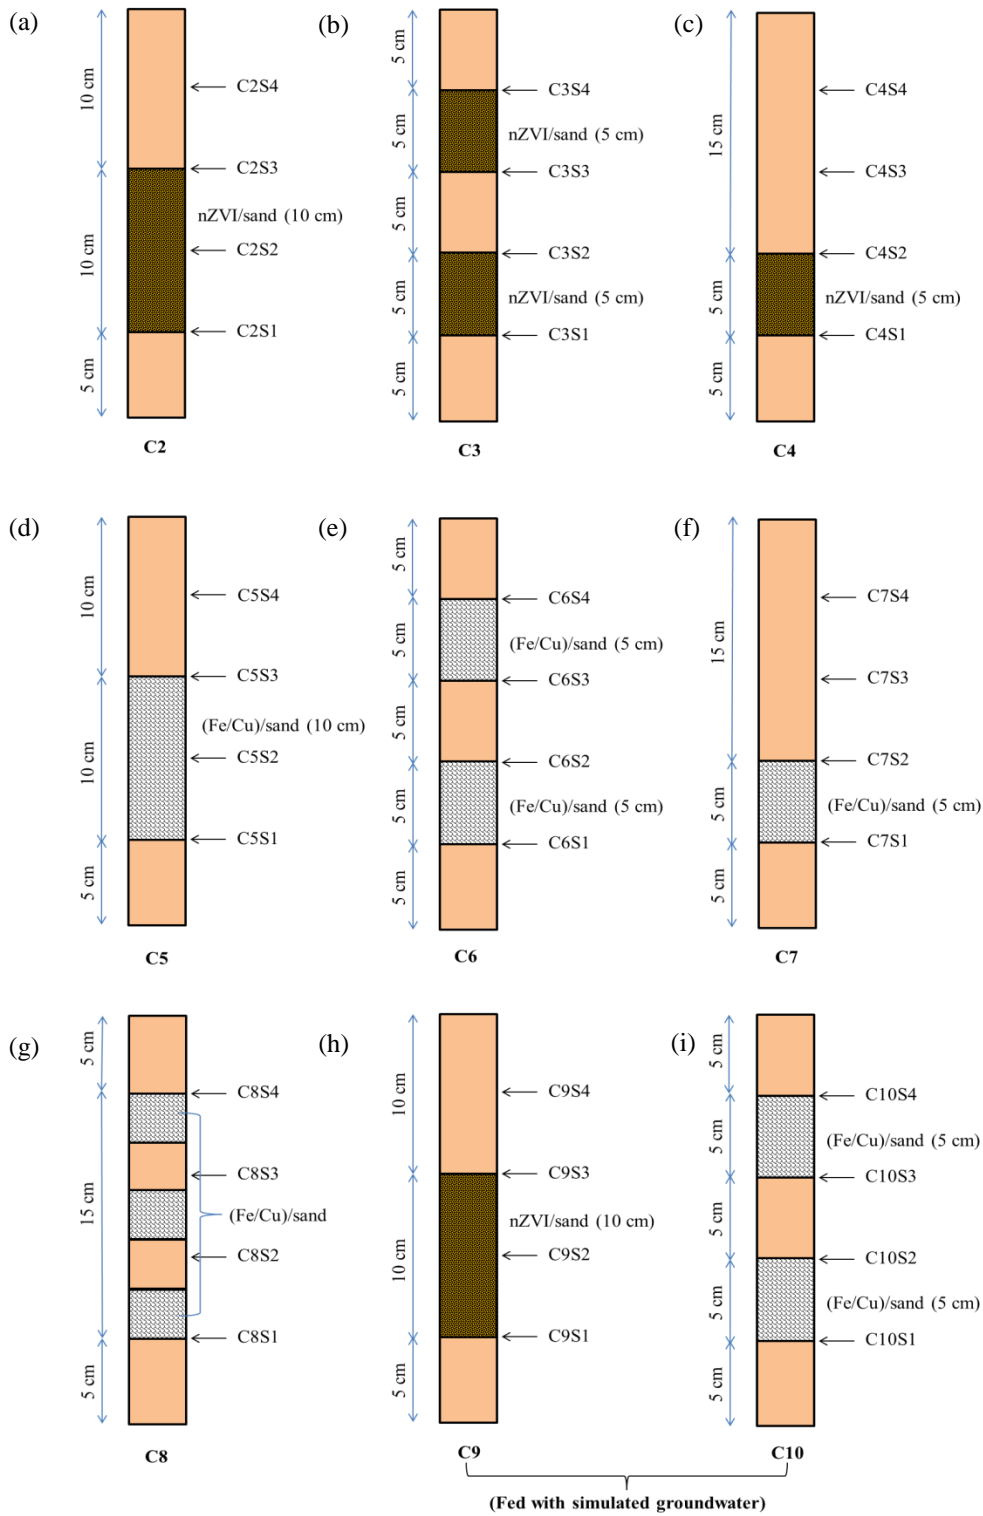 (a)
10 cm
10 cm
5 cm
C2S4
C2S3
nZVI/sand (10 cm)
C2S2
C2S1
C2
(b)
5 cm
5 cm
5 cm
5 cm
5 cm
C3S4
nZVI/sand (5 cm)
C3S3
C3S2
nZVI/sand (5 cm)
C3S1
C3
(c)
15 cm
5 cm
5 cm
C4S4
C4S3
C4S2
nZVI/sand (5 cm)
C4S1
C4
(d)
10 cm
10 cm
5 cm
C5S4
C5S3
(Fe/Cu)/sand (10 cm)
C5S2
C5S1
C5
(e)
5 cm
5 cm
5 cm
5 cm
5 cm
C6S4
(Fe/Cu)/sand (5 cm)
C6S3
C6S2
(Fe/Cu)/sand (5 cm)
C6S1
C6
(f)
15 cm
5 cm
5 cm
C7S4
C7S3
C7S2
(Fe/Cu)/sand (5 cm)
C7S1
C7
(g)
5 cm
15 cm
5 cm
C8S4
C8S3
(Fe/Cu)/sand
C8S2
C8S1
C8
(h)
10 cm
10 cm
5 cm
C9S4
C9S3
nZVI/sand (10 cm)
C9S2
C9S1
C9
(i)
5 cm
5 cm
5 cm
5 cm
5 cm
C10S4
(Fe/Cu)/sand (5 cm)
C10S3
C10S2
(Fe/Cu)/sand (5 cm)
C10S1
C10
(Fed with simulated groundwater)